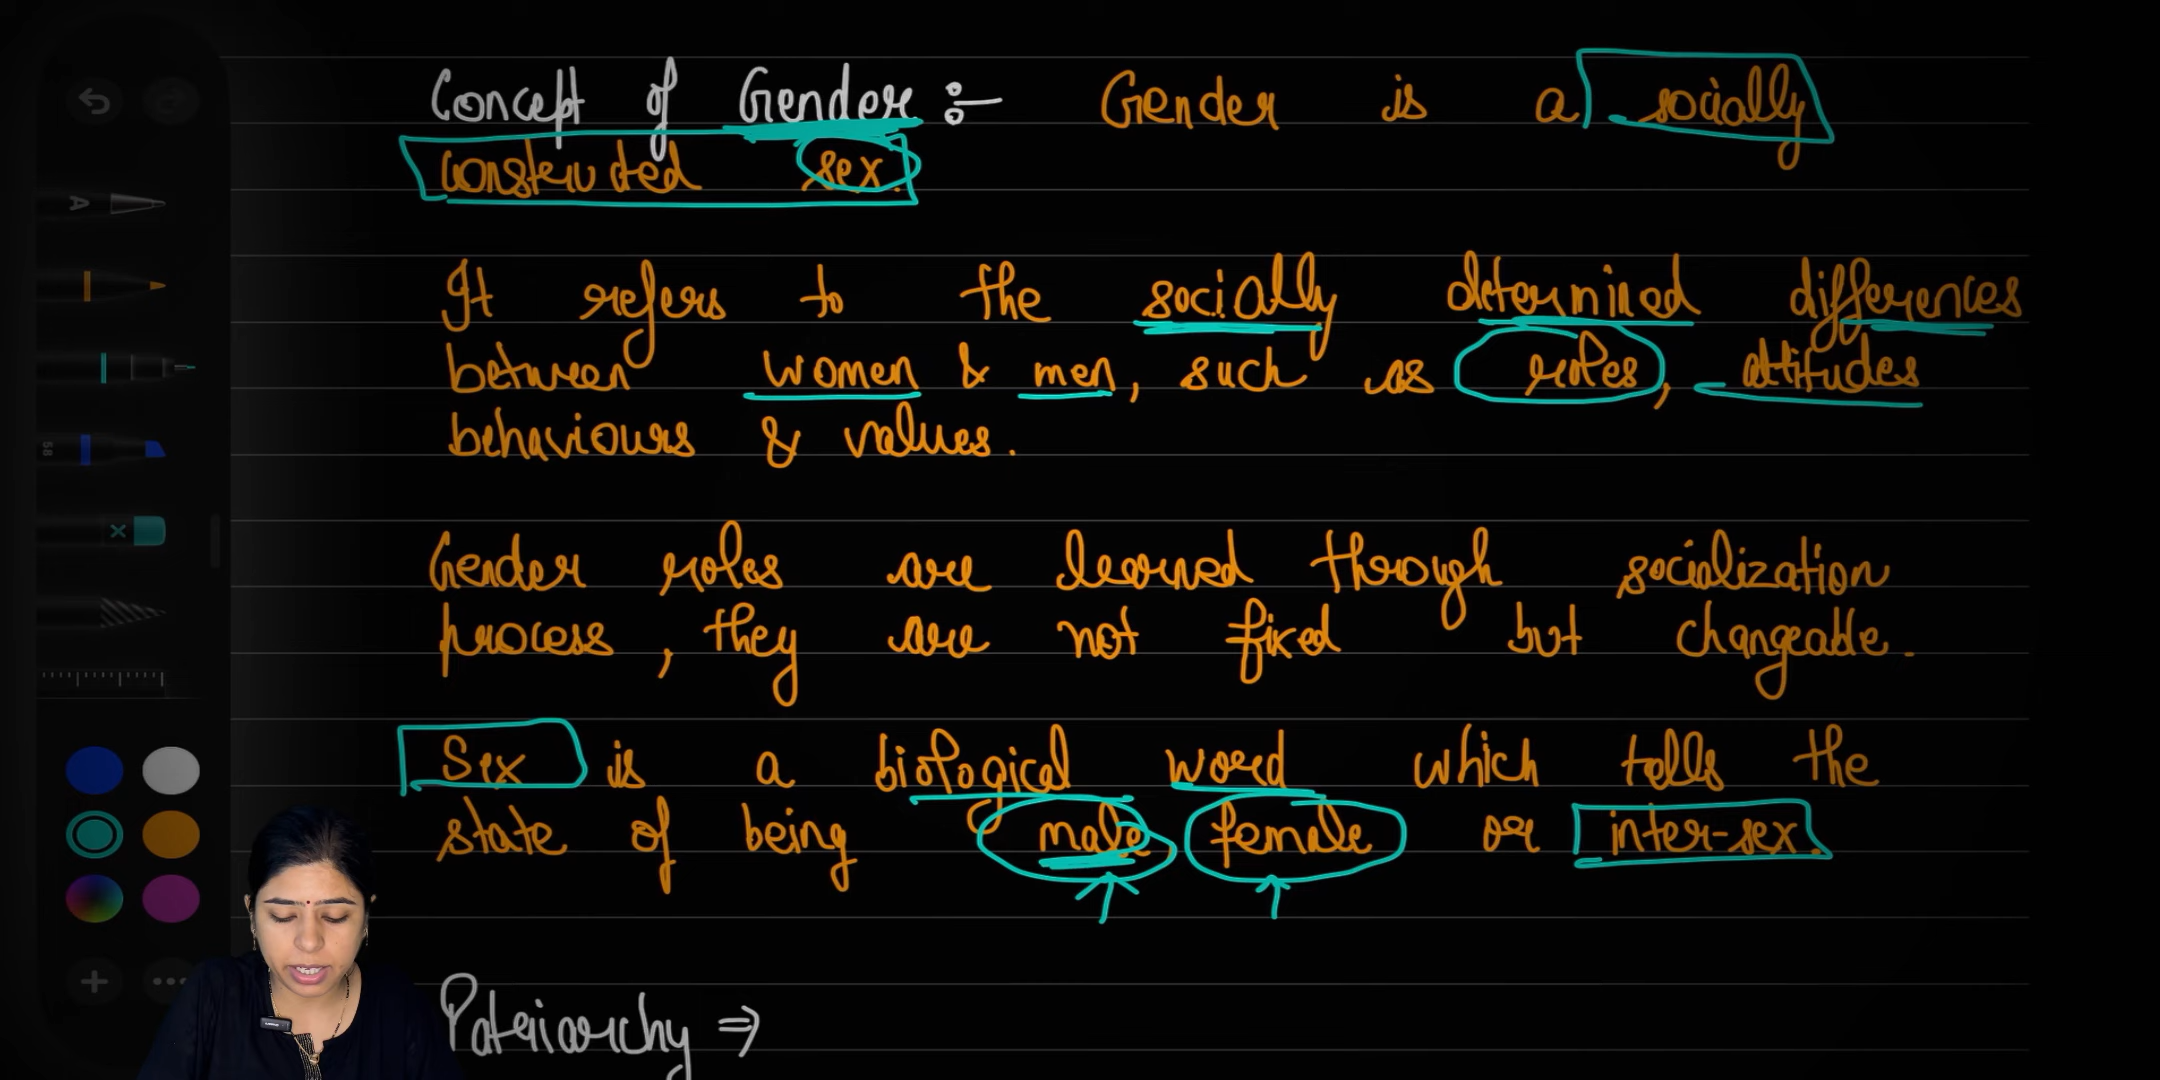 Concept of Gender :- Gender is a socially
constructed sex.
It refers to the socially determined differences
between women & men, such as roles, attitudes
behaviours & values.
Gender roles are learned through socialization
process, they are not fixed but changeable.
Sex is a biological word which tells the
state of being male, female or inter-sex.
Patriarchy ⇒